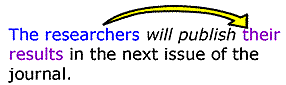 The researchers will publish their
results in the next issue of the
journal.